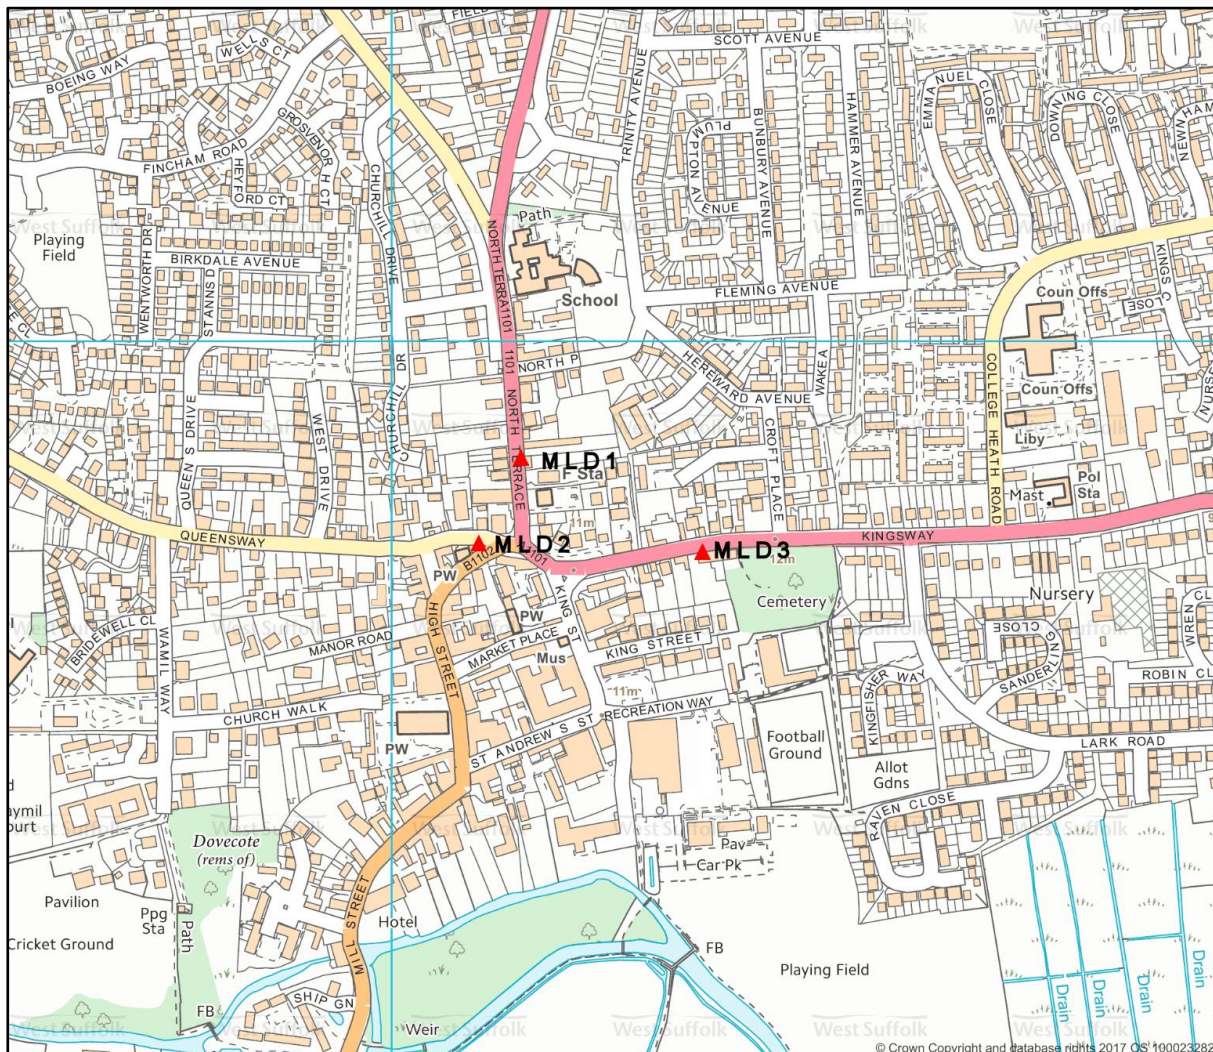 West Suffolk
FIELD
WELLS CT
BOEING WAY
SCOTT AVENUE
TRINITY AVENUE
PLUMPTON AVENUE
BUNBURY AVENUE
HAMMER AVENUE
EMMANUEL CLOSE
DOWNING CLOSE
NEWNHAM
GROSVENOR H CT
FINCHAM ROAD
HEYFORD CT
CHURCHILL DRIVE
Path
Playing
Field
WENTWORTH DR
BIRKDALE AVENUE
ST ANNS D
NORTH TERRA1101
School
FLEMING AVENUE
Coun Offs
KINGS CLOSE
1101
NORTH P
HEREWARD AVENUE
WAKE A
Coun Offs
COLLEGE HEATH ROAD
CHURCHILL DR
QUEEN S DRIVE
WEST DRIVE
NORTH TERRACE
CROFT PLACE
Liby
MLD1
F Sta
Mast
Pol
Sta
11m
QUEENSWAY
MLD2
B1102
MLD3
KINGSWAY
12m
PW
KING ST
PW
Cemetery
Nursery
BRIDEWELL CL
WAMIL WAY
MANOR ROAD
HIGH STREET
MARKET PLACE
Mus
KING STREET
CLOSE
SANDERLING
WREN CL
ROBIN CL
KINGFISHER WAY
11m
CHURCH WALK
PW
ST ANDREW'S ST
RECREATION WAY
Football
Ground
LARK ROAD
Allot
Gdns
RAVEN CLOSE
Dovecote
(rems of)
Pav
Car Pk
Pavilion
Ppg
Sta
Path
MILL STREET
Hotel
Cricket Ground
FB
Playing Field
Drain
Drain
Drain
SHIP GN
FB
Weir
© Crown Copyright and database rights 2017 OS 100023282